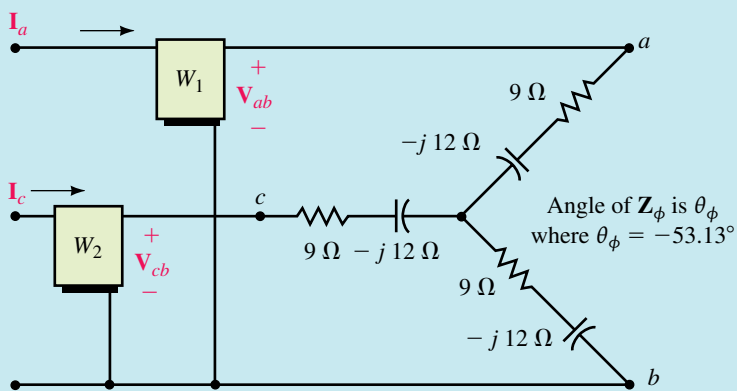 I_a
a
W_1
+
V_ab
−
9 Ω
−j 12 Ω
I_c
c
W_2
+
V_cb
−
9 Ω − j 12 Ω
Angle of Z_ϕ is θ_ϕ
where θ_ϕ = −53.13°
9 Ω
− j 12 Ω
b